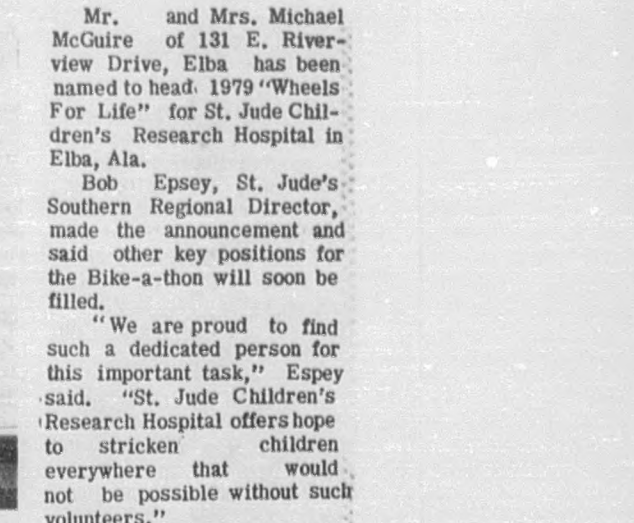 Mr. and Mrs. Michael
McGuire of 131 E. River-
view Drive, Elba has been
named to head 1979 "Wheels
For Life" for St. Jude Chil-
dren's Research Hospital in
Elba, Ala.
Bob Epsey, St. Jude's
Southern Regional Director,
made the announcement and
said other key positions for
the Bike-a-thon will soon be
filled.
"We are proud to find
such a dedicated person for
this important task," Espey
said. "St. Jude Children's
Research Hospital offers hope
to stricken children
everywhere that would
not be possible without such
volunteers."